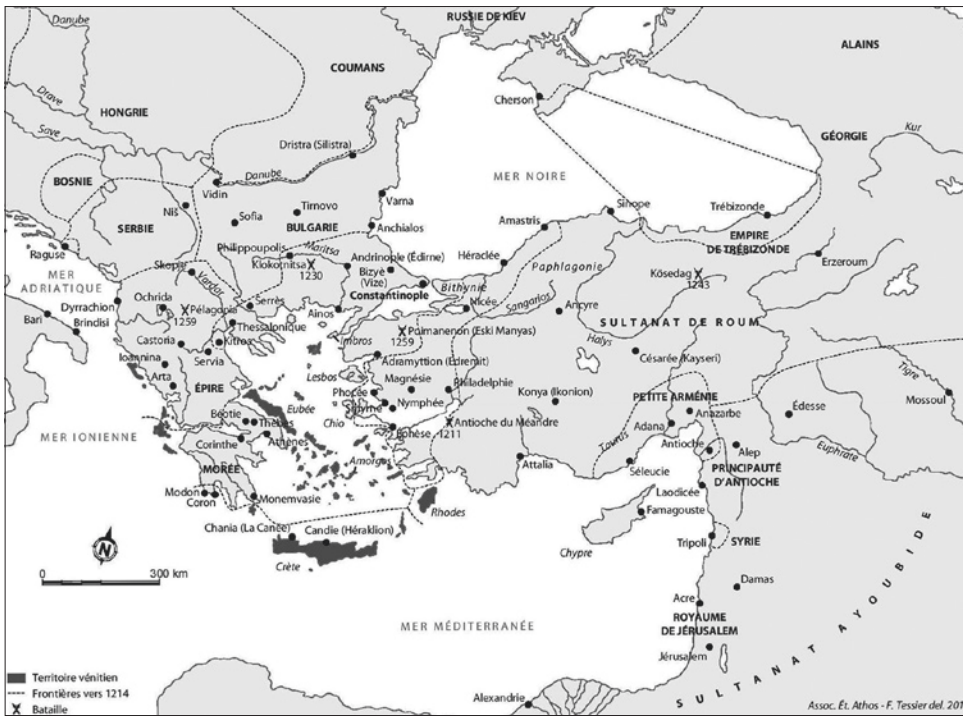 RUSSIE DE KIEV
Danube
ALAINS
COUMANS
Drave
HONGRIE
Save
Cherson
GÉORGIE
Kur
Dristra (Silistra)
Danube
MER NOIRE
BOSNIE
Vidin
Niš
Varna
Sofia
Tirnovo
SERBIE
BULGARIE
Anchialos
Sinope
Trébizonde
Amastris
EMPIRE
DE TRÉBIZONDE
Raguse
Philippoupolis
Maritsa
Klokotnitsa
1230
Andrinople (Édirne)
Héraclée
Paphlagonie
Erzeroum
MER
ADRIATIQUE
Skopje
Vardar
Bizyè
(Vize)
Constantinople
Bithynie
Kösedag
1243
Dyrrachion
Ochrida
Pélagonia
1259
Serrès
Ainos
Nicée
Sangarios
Ancyre
SULTANAT DE ROUM
Bari
Brindisi
Thessalonique
Imbros
Poimanenon (Eski Manyas)
1259
Halys
Castoria
Kitros
Servia
Adramyttion (Edremit)
Césarée (Kayseri)
Tigre
Ioannina
Lesbos
Magnésie
Philadelphie
Mossoul
Arta
ÉPIRE
Phocée
Nymphée
Konya (Ikonion)
PETITE ARMÉNIE
Anazarbe
Édesse
Eubée
Smyrne
Béotie
Thèbes
Chio
Antioche du Méandre
1211
Adana
MER IONIENNE
Corinthe
Athènes
Éphèse
Taurus
Antioche
Alep
Euphrate
MORÉE
Amorgos
Attalia
Séleucie
PRINCIPAUTÉ
D'ANTIOCHE
Modon
Coron
Monemvasie
Rhodes
Laodicée
Famagouste
Chania (La Canée)
Candie (Héraklion)
Chypre
Tripoli
SYRIE
Crète
0
300 km
Damas
Acre
MER MÉDITERRANÉE
ROYAUME
DE JÉRUSALEM
Jérusalem
SULTANAT AYOUBIDE
Territoire vénitien
Frontières vers 1214
Bataille
Alexandrie
Assoc. Ét. Athos - F. Tessier del. 201